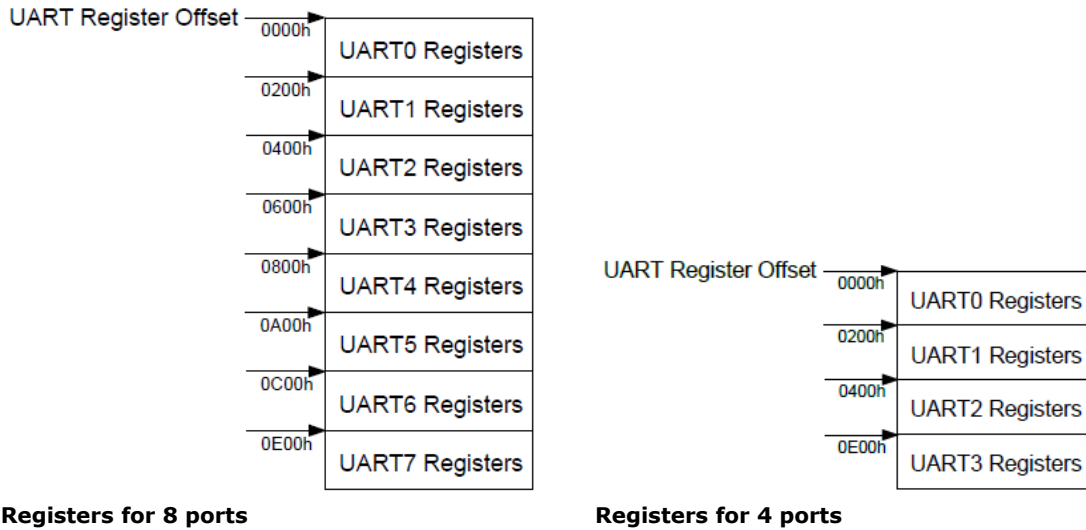 UART Register Offset
0000h
UART0 Registers
0200h
UART1 Registers
0400h
UART2 Registers
0600h
UART3 Registers
0800h
UART4 Registers
0A00h
UART5 Registers
0C00h
UART6 Registers
0E00h
UART7 Registers
Registers for 8 ports
UART Register Offset
0000h
UART0 Registers
0200h
UART1 Registers
0400h
UART2 Registers
0E00h
UART3 Registers
Registers for 4 ports